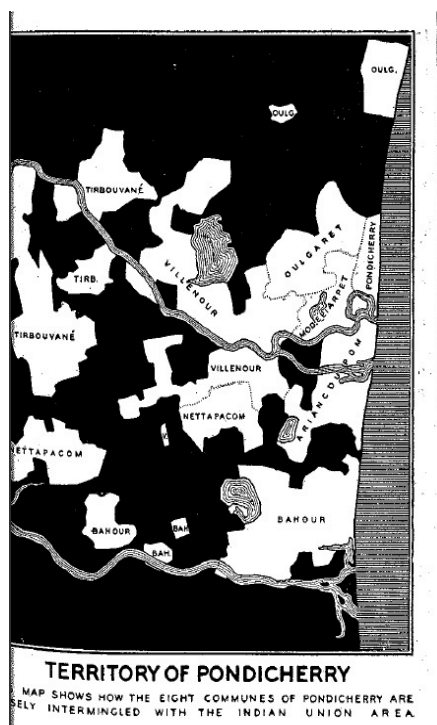 OULG.
OULG.
TIRBOUVANÉ
OULGARET
PONDICHERRY
VILLENOUR
TIRB.
MODELIARPET
TIRBOUVANÉ
VILLENOUR
ARIANCOUPOM
NETTAPACOM
NETTAPACOM
BAHOUR
BAHOUR
BAH.
BAH.
TERRITORY OF PONDICHERRY
MAP SHOWS HOW THE EIGHT COMMUNES OF PONDICHERRY ARE
SELY INTERMINGLED WITH THE INDIAN UNION AREA